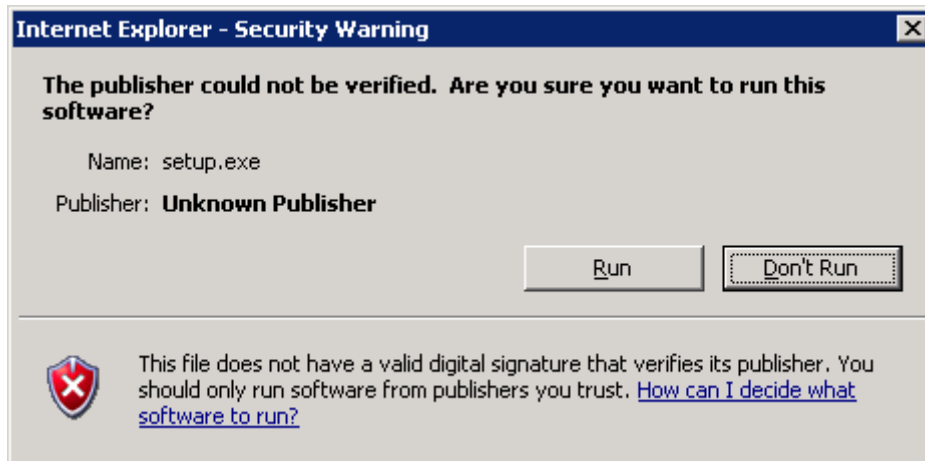 Internet Explorer - Security Warning
The publisher could not be verified.  Are you sure you want to run this
software?
Name: setup.exe
Publisher: Unknown Publisher
Run Don't Run
This file does not have a valid digital signature that verifies its publisher. You
should only run software from publishers you trust. How can I decide what
software to run?